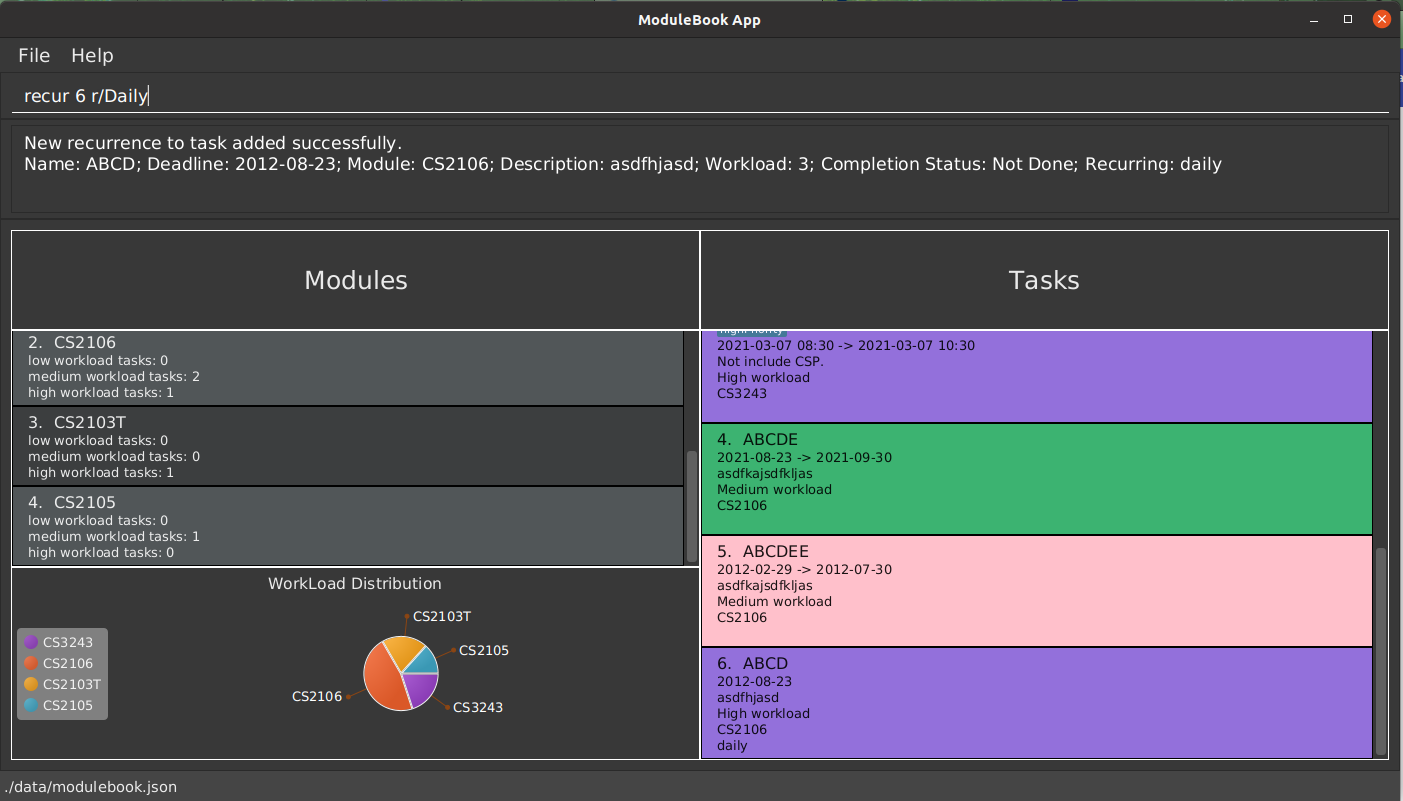 ModuleBook App
File Help
recur 6 r/Daily
New recurrence to task added successfully.
Name: ABCD; Deadline: 2012-08-23; Module: CS2106; Description: asdfhjasd; Workload: 3; Completion Status: Not Done; Recurring: daily
Modules
2. CS2106
low workload tasks: 0
medium workload tasks: 2
high workload tasks: 1
3. CS2103T
low workload tasks: 0
medium workload tasks: 0
high workload tasks: 1
4. CS2105
low workload tasks: 0
medium workload tasks: 1
high workload tasks: 0
WorkLoad Distribution
CS3243
CS2106
CS2103T
CS2105
CS2103T
CS2105
CS2106
CS3243
Tasks
2021-03-07 08:30 -> 2021-03-07 10:30
Not include CSP.
High workload
CS3243
4. ABCDE
2021-08-23 -> 2021-09-30
asdfkajsdfkljas
Medium workload
CS2106
5. ABCDEE
2012-02-29 -> 2012-07-30
asdfkajsdfkljas
Medium workload
CS2106
6. ABCD
2012-08-23
asdfhjasd
High workload
CS2106
daily
./data/modulebook.json